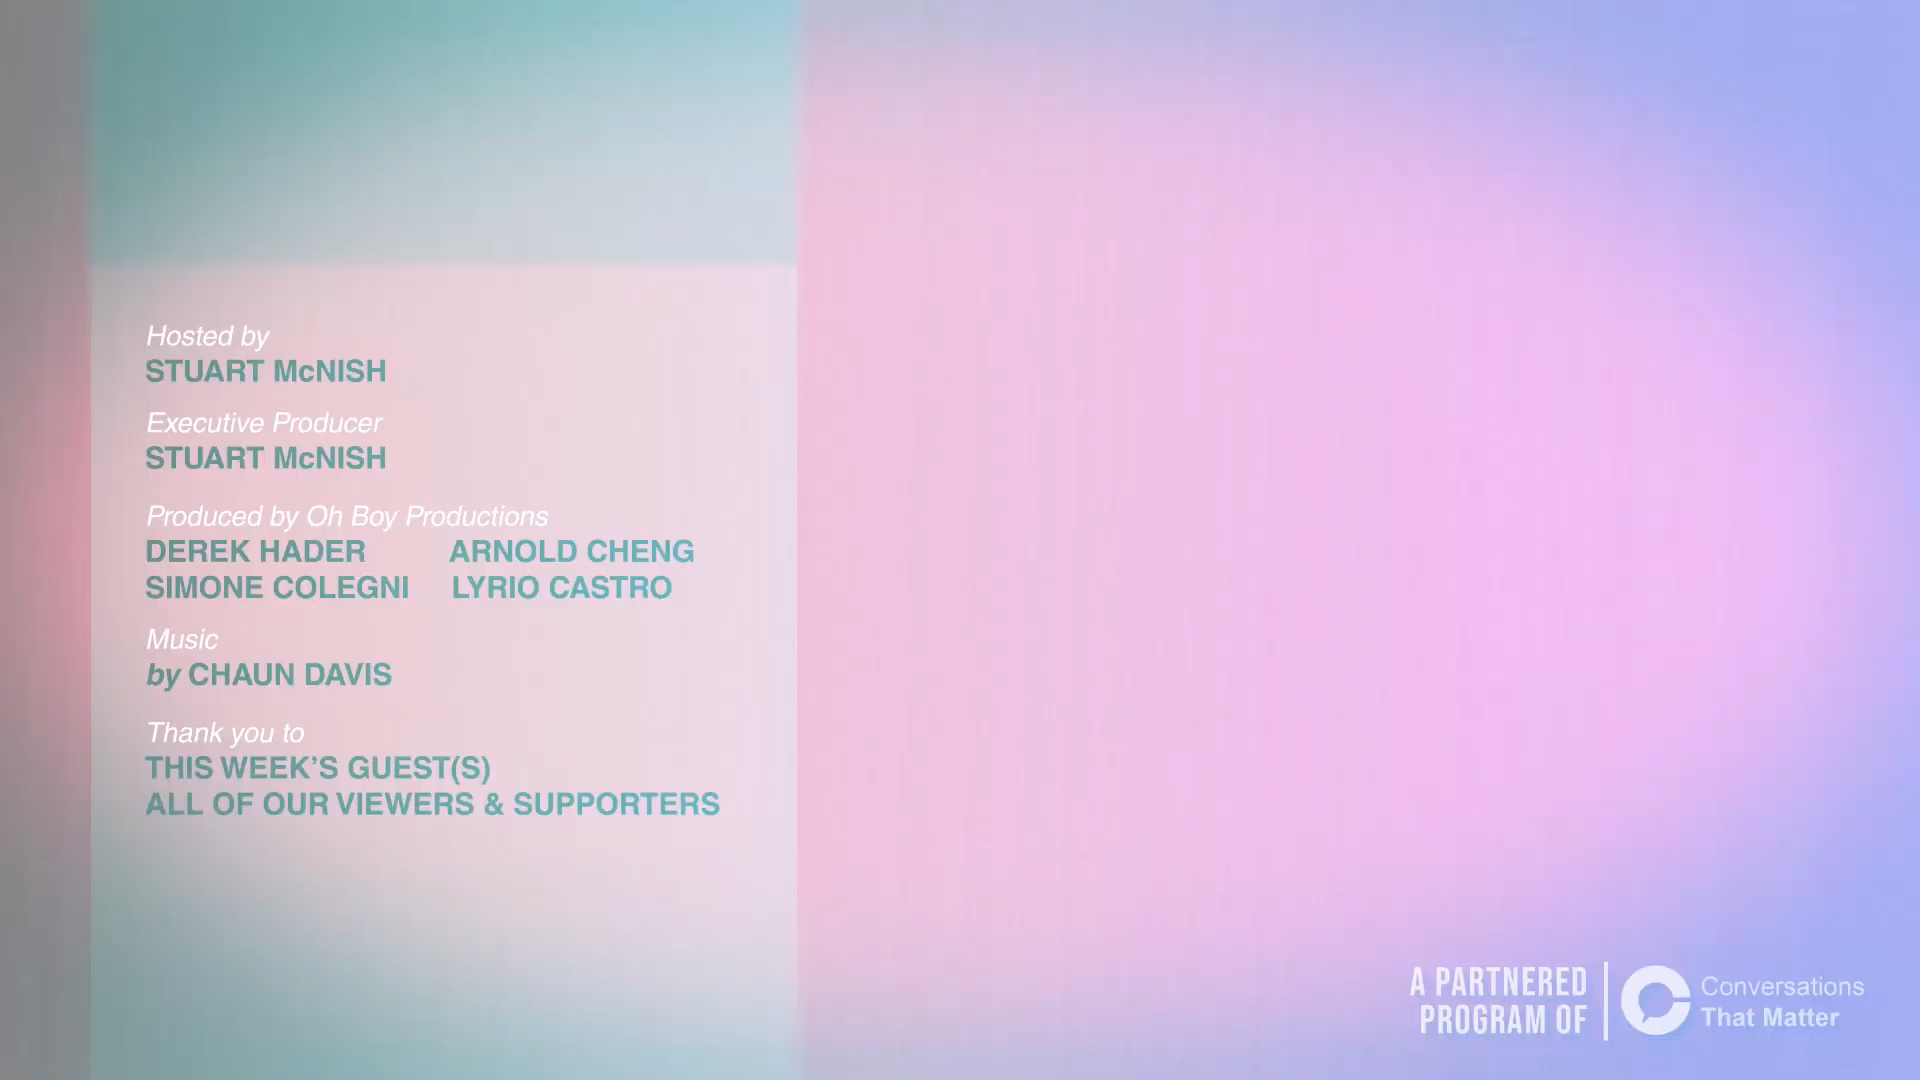 Hosted by
STUART McNISH
Executive Producer
STUART McNISH
Produced by Oh Boy Productions
DEREK HADER ARNOLD CHENG
SIMONE COLEGNI LYRIO CASTRO
Music
by CHAUN DAVIS
Thank you to
THIS WEEK’S GUEST(S)
ALL OF OUR VIEWERS & SUPPORTERS
A PARTNERED
PROGRAM OF
Conversations
That Matter